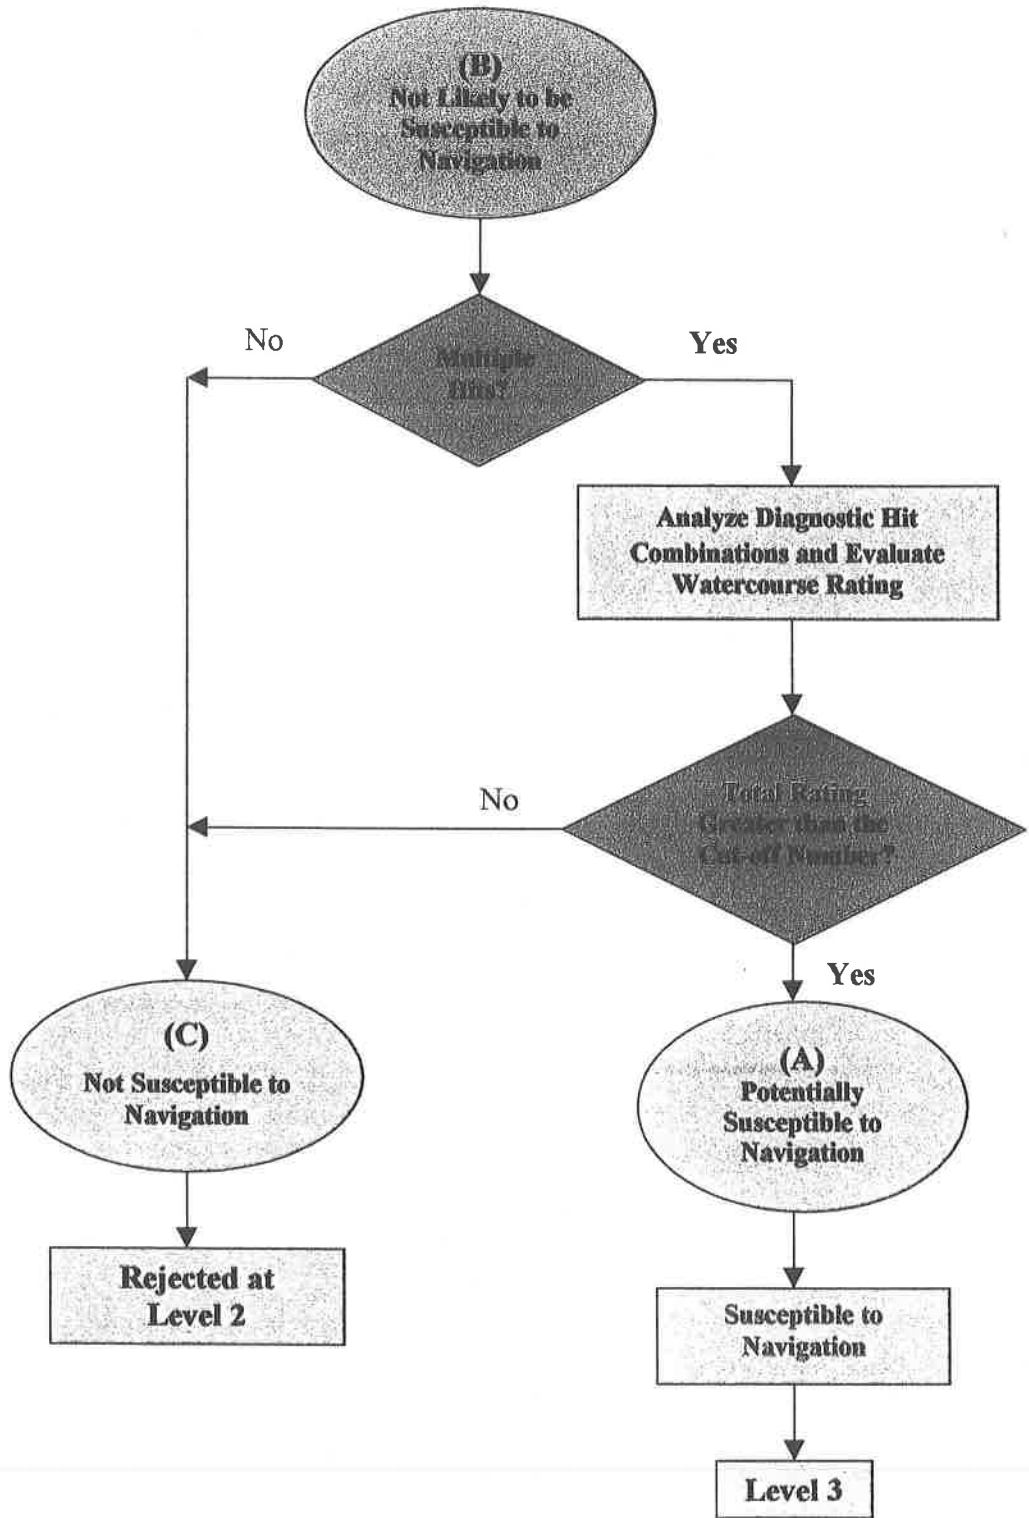 (B)
Not Likely to be
Susceptible to
Navigation
No
Yes
Multiple
Hits?
Analyze Diagnostic Hit
Combinations and Evaluate
Watercourse Rating
No
Total Rating
Greater than the
Cut-off Number?
Yes
(C)
Not Susceptible to
Navigation
(A)
Potentially
Susceptible to
Navigation
Rejected at
Level 2
Susceptible to
Navigation
Level 3